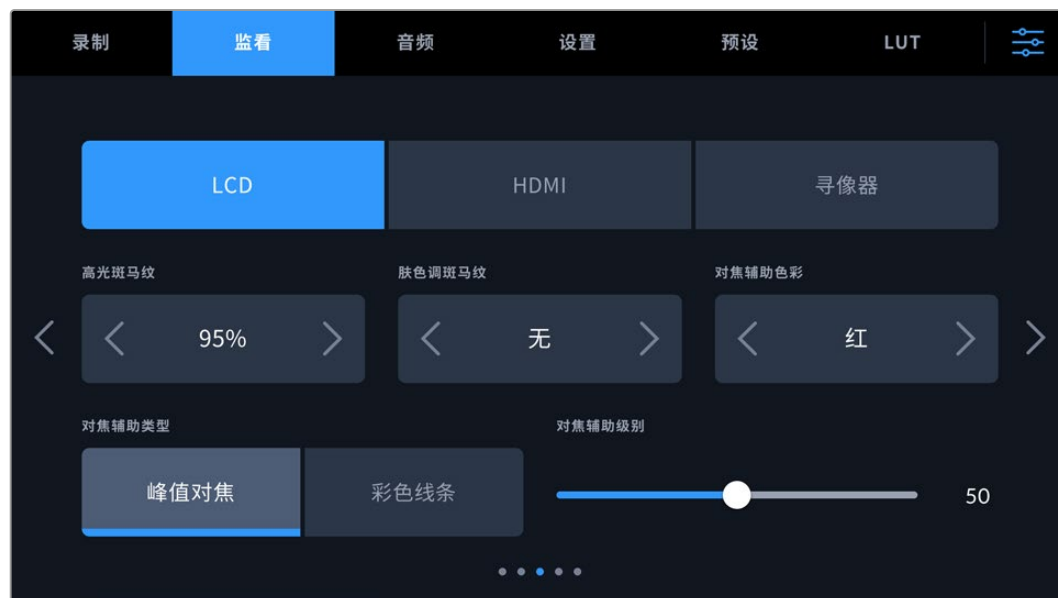 录制 监看 音频 设置 预设 LUT
LCD HDMI 寻像器
高光斑马纹 肤色调斑马纹 对焦辅助色彩
95% 无 红
对焦辅助类型 对焦辅助级别
峰值对焦 彩色线条 50